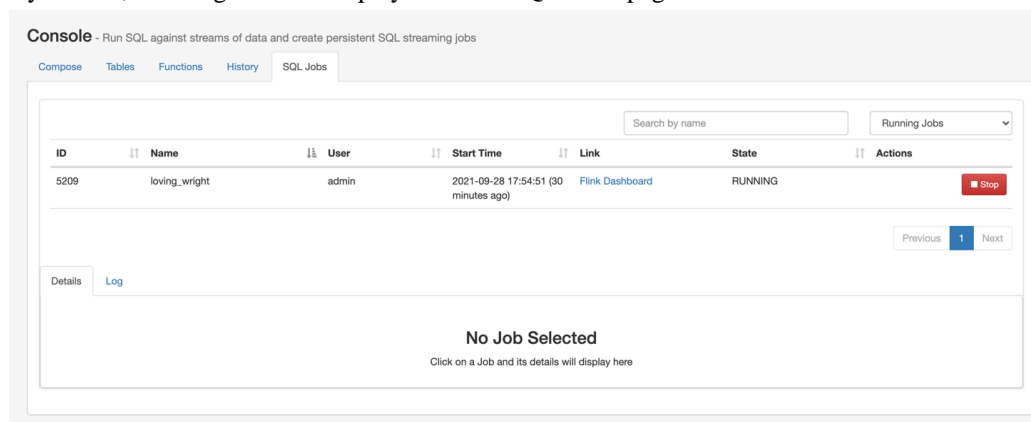 Console - Run SQL against streams of data and create persistent SQL streaming jobs
Compose Tables Functions History SQL Jobs
Search by name Running Jobs
ID Name User Start Time Link State Actions
5209 loving_wright admin 2021-09-28 17:54:51 (30 Flink Dashboard RUNNING Stop
minutes ago)
Previous 1 Next
Details Log
No Job Selected
Click on a Job and its details will display here